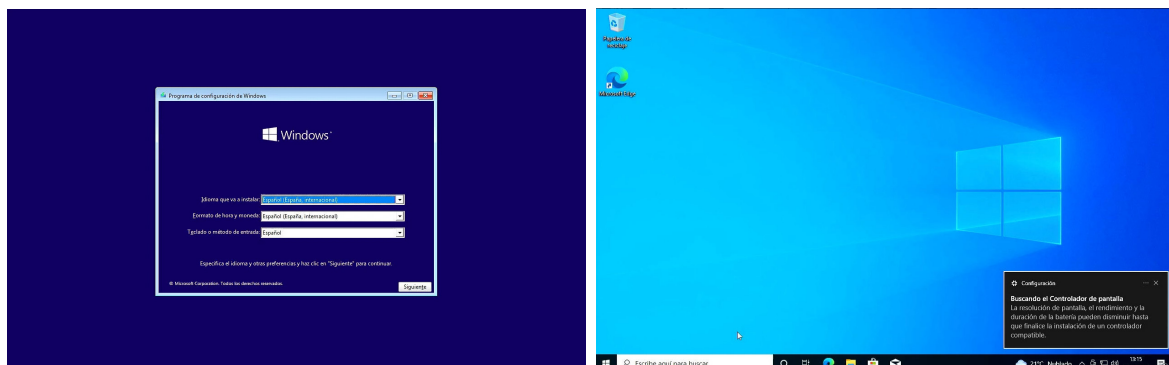 Programa de configuración de Windows
Windows
Idioma que va a instalar: Español (España, internacional)
Formato de hora y moneda: Español (España, internacional)
Teclado o método de entrada: Español
Especifica el idioma y otras preferencias y haz clic en "Siguiente" para continuar.
© Microsoft Corporation. Todos los derechos reservados.
Siguiente
Papelera de
reciclaje
Microsoft Edge
Configuración
Buscando el Controlador de pantalla
La resolución de pantalla, el rendimiento y la
duración de la batería pueden disminuir hasta
que finalice la instalación de un controlador
compatible.
Escribe aquí para buscar
21°C Nublado
13:15